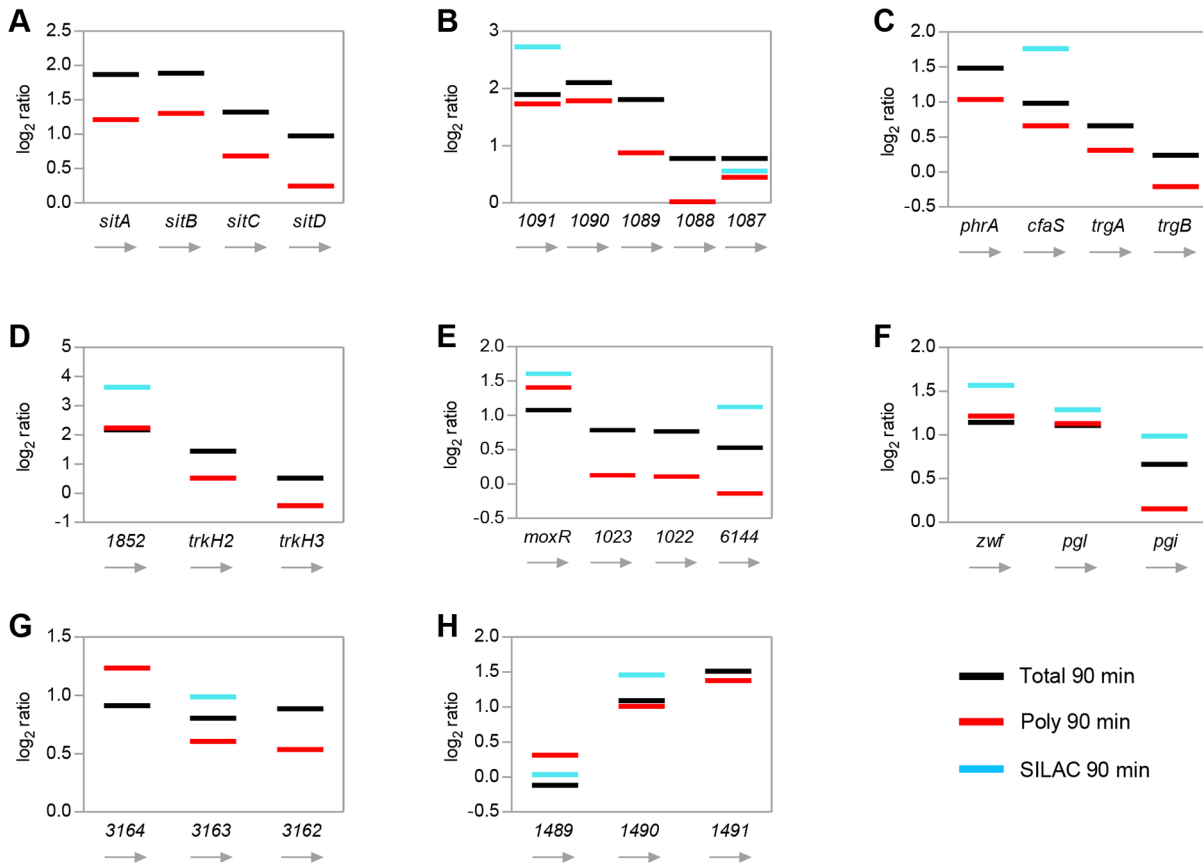 A
2.5
2.0
1.5
1.0
0.5
0
log2 ratio
sitA sitB sitC sitD
B
3
2
1
0
log2 ratio
1091 1090 1089 1088 1087
C
2.0
1.5
1.0
0.5
0
-0.5
log2 ratio
phrA cfaS trgA trgB
D
5
4
3
2
1
0
-1
log2 ratio
1852 trkH2 trkH3
E
2.0
1.5
1.0
0.5
0.0
-0.5
log2 ratio
moxR 1023 1022 6144
F
2.0
1.5
1.0
0.5
0.0
log2 ratio
zwf pgl pgi
G
1.5
1.0
0.5
0.0
log2 ratio
3164 3163 3162
H
2.0
1.5
1.0
0.5
0.0
-0.5
log2 ratio
1489 1490 1491
Total 90 min
Poly 90 min
SILAC 90 min